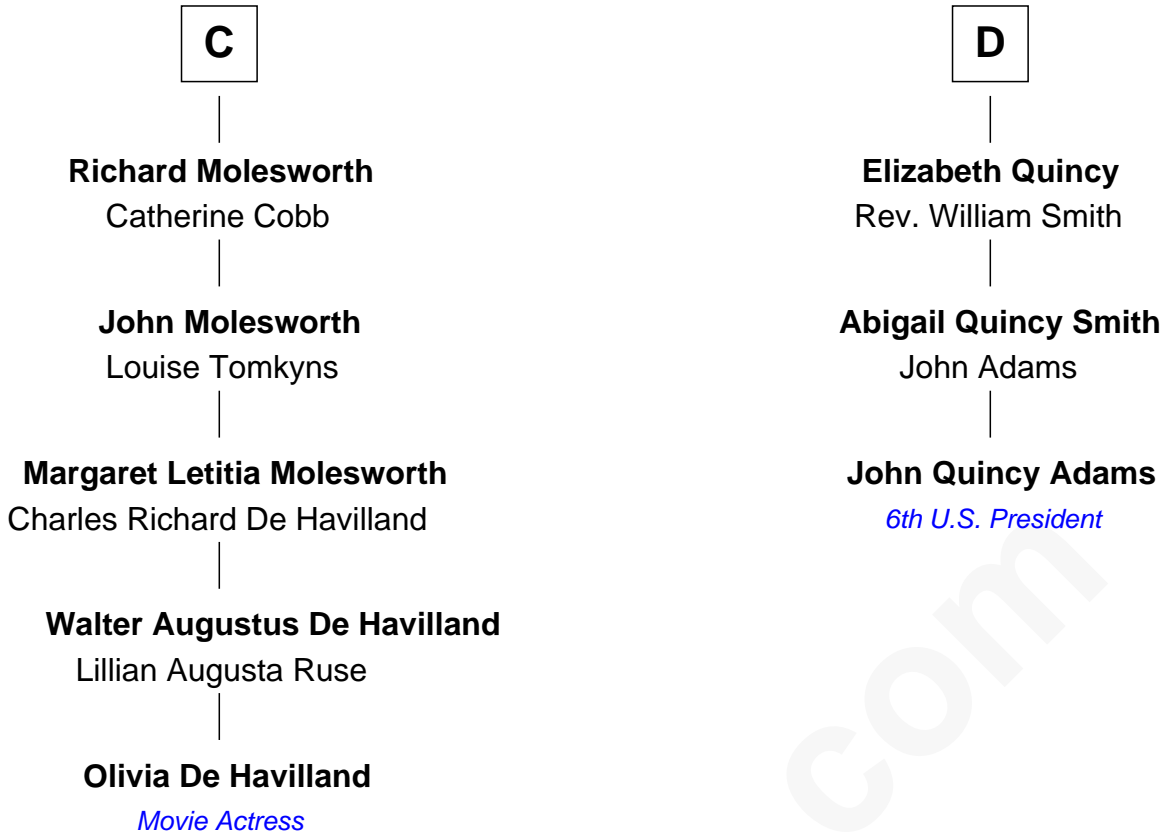 C
Richard Molesworth
Catherine Cobb
John Molesworth
Louise Tomkyns
Margaret Letitia Molesworth
Charles Richard De Havilland
Walter Augustus De Havilland
Lillian Augusta Ruse
Olivia De Havilland
Movie Actress
D
Elizabeth Quincy
Rev. William Smith
Abigail Quincy Smith
John Adams
John Quincy Adams
6th U.S. President
com